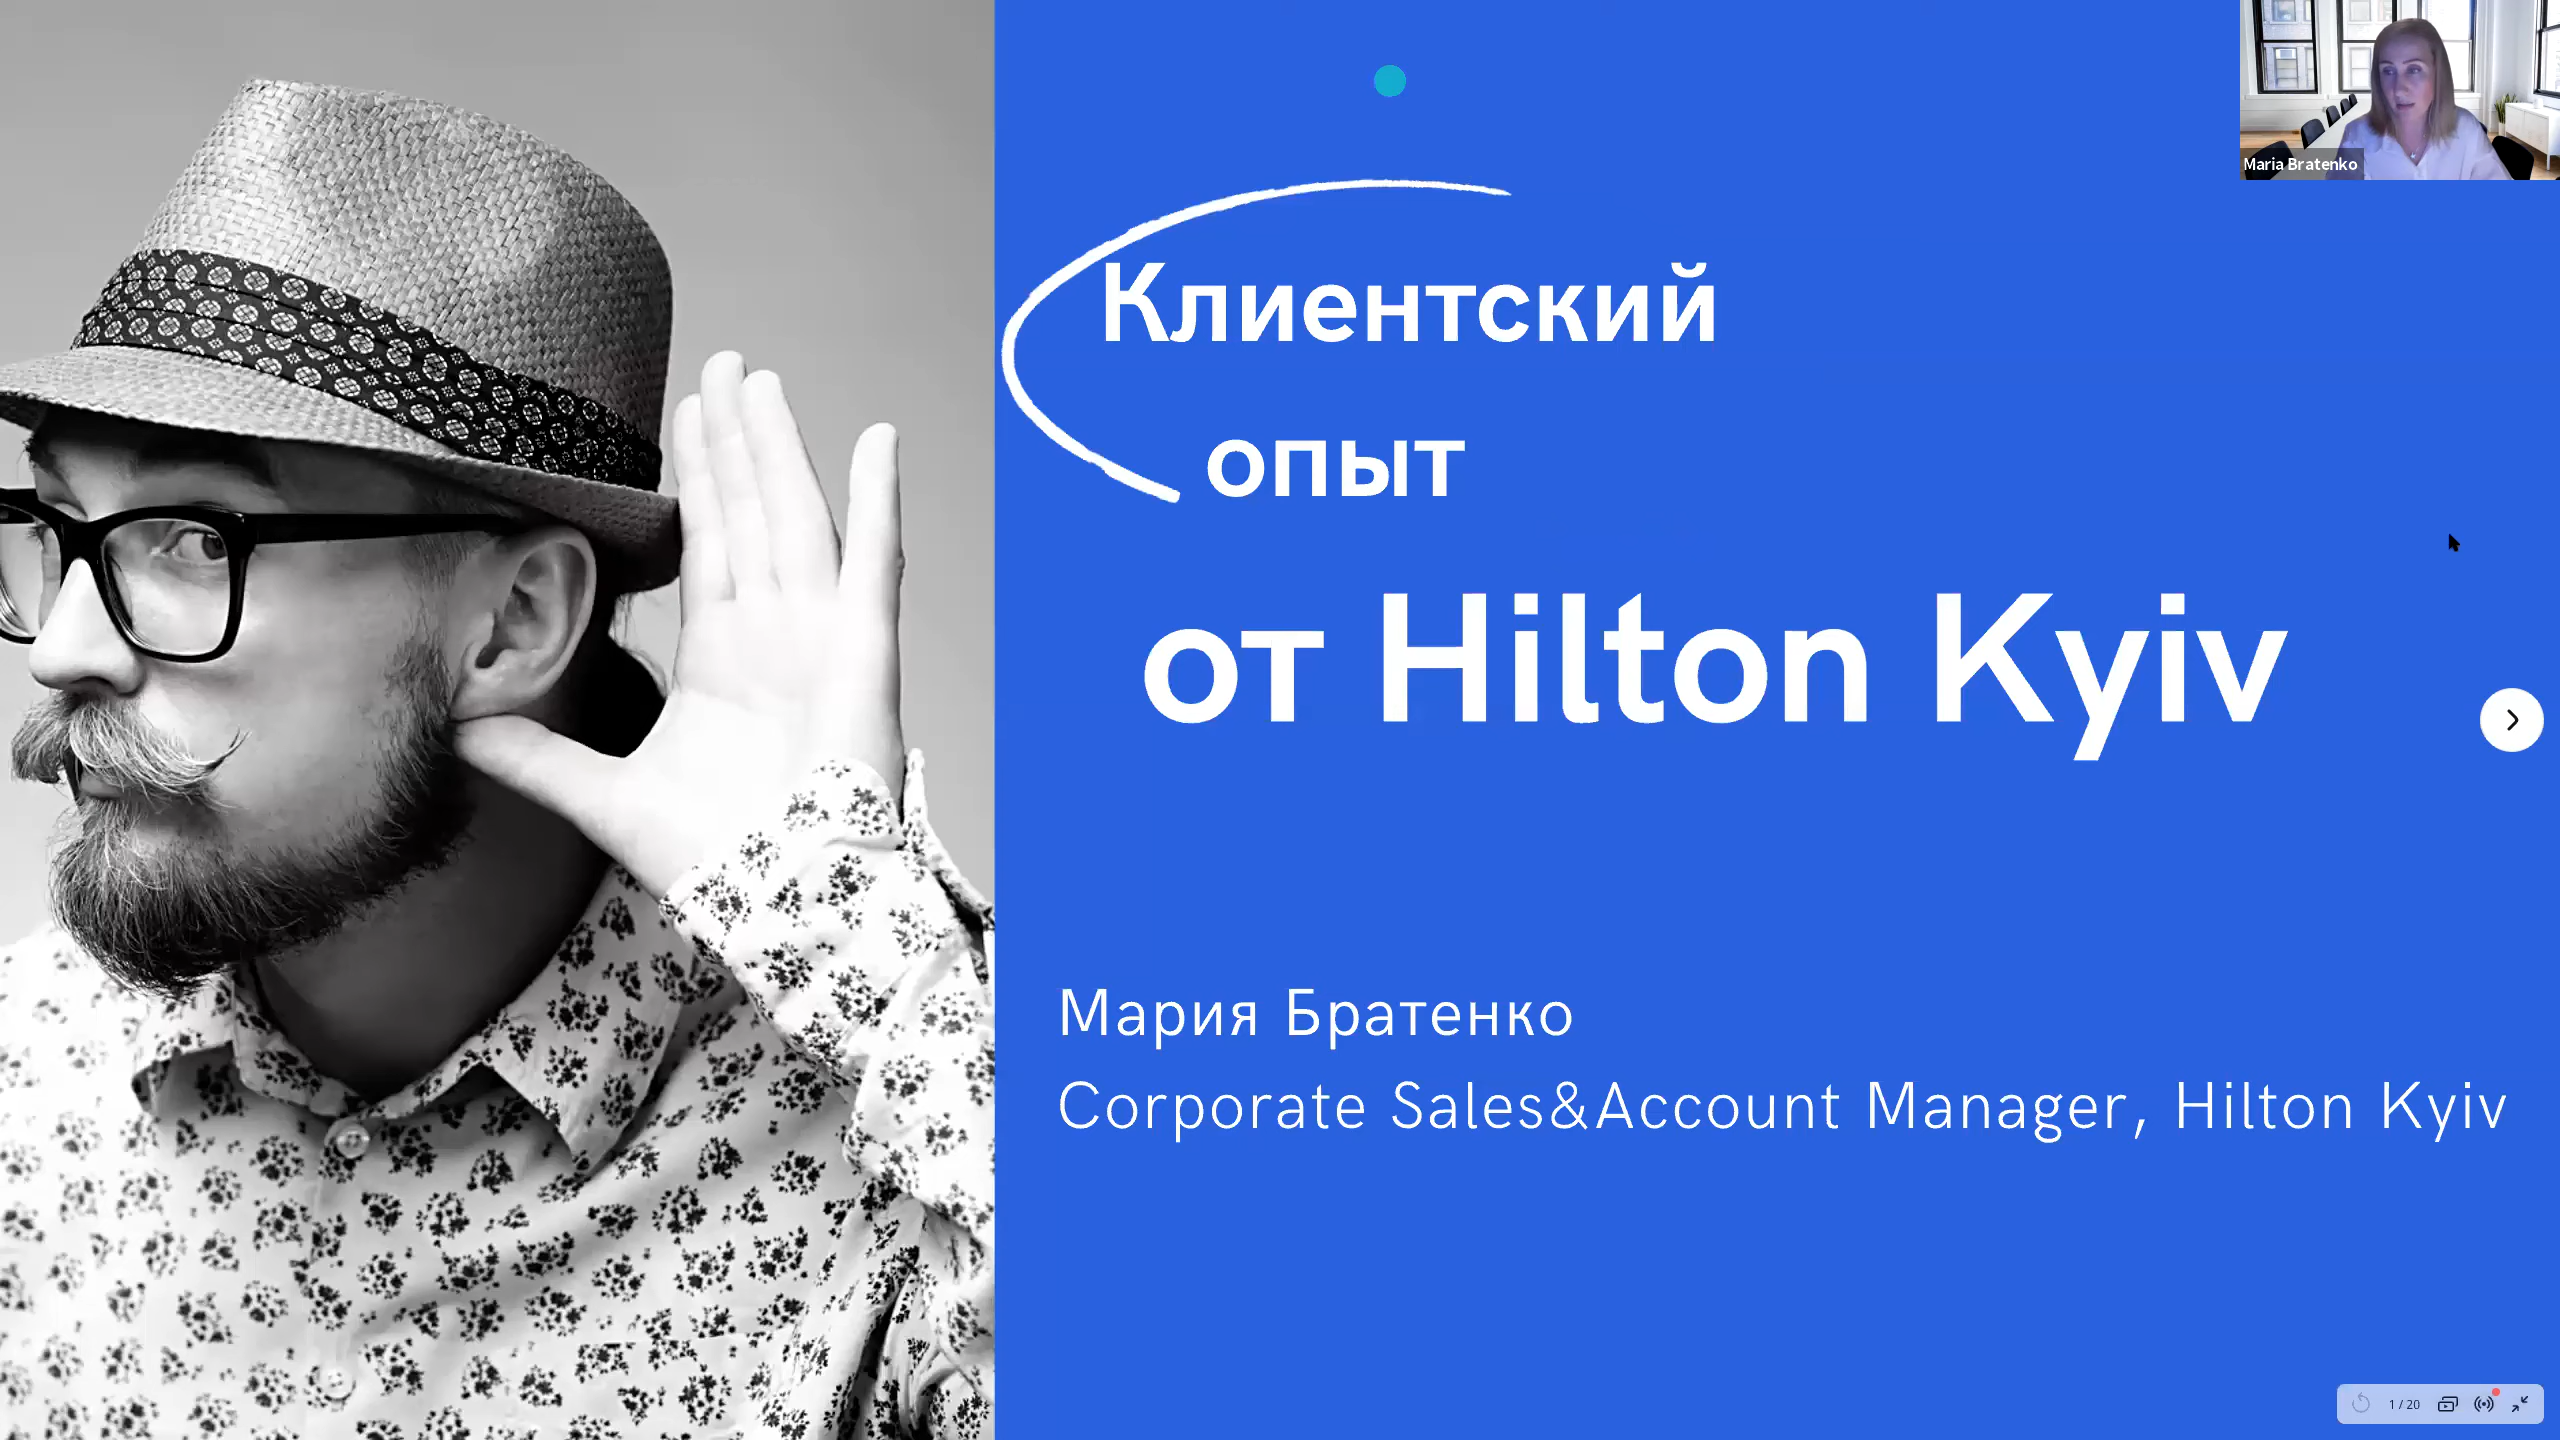 Maria Bratenko
Клиентский
опыт
от Hilton Kyiv
Мария Братенко
Corporate Sales&Account Manager, Hilton Kyiv
1 / 20